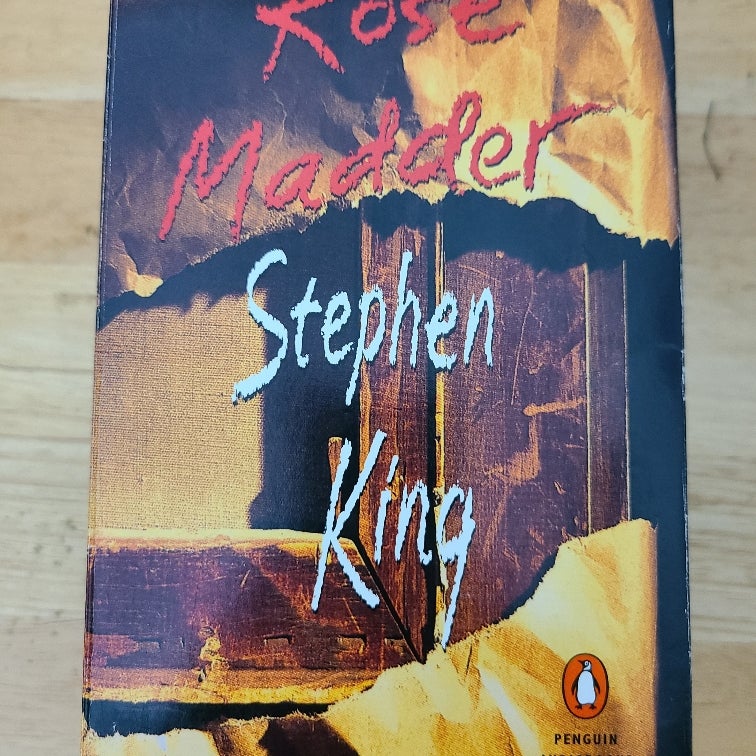 Rose
Madder
Stephen
King
PENGUIN